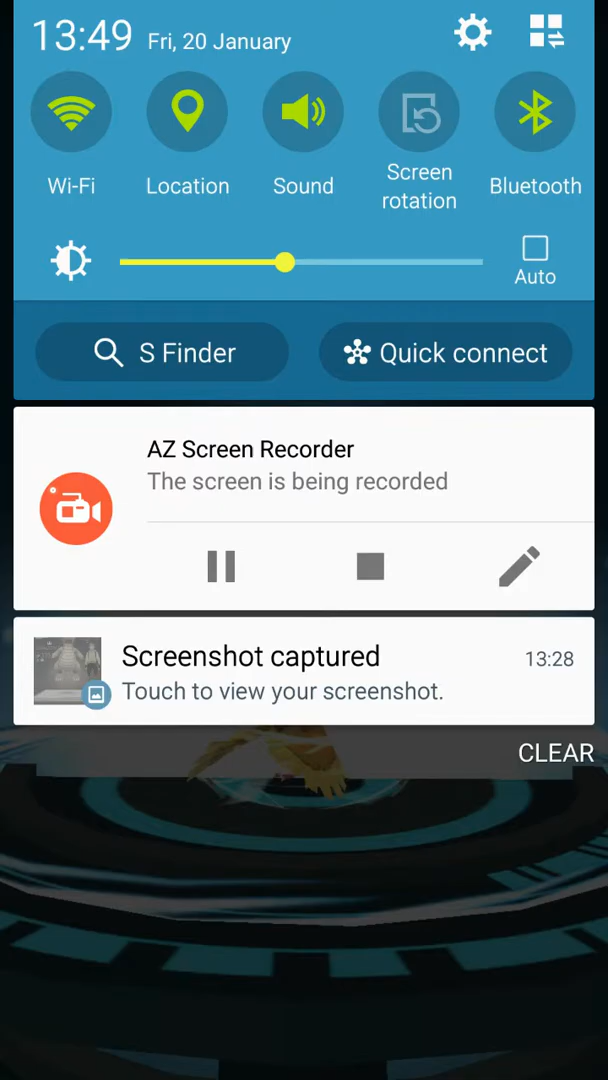 13:49 Fri, 20 January
Wi-Fi Location Sound Screen rotation Bluetooth
Auto
S Finder Quick connect
AZ Screen Recorder
The screen is being recorded
Screenshot captured 13:28
Touch to view your screenshot.
CLEAR